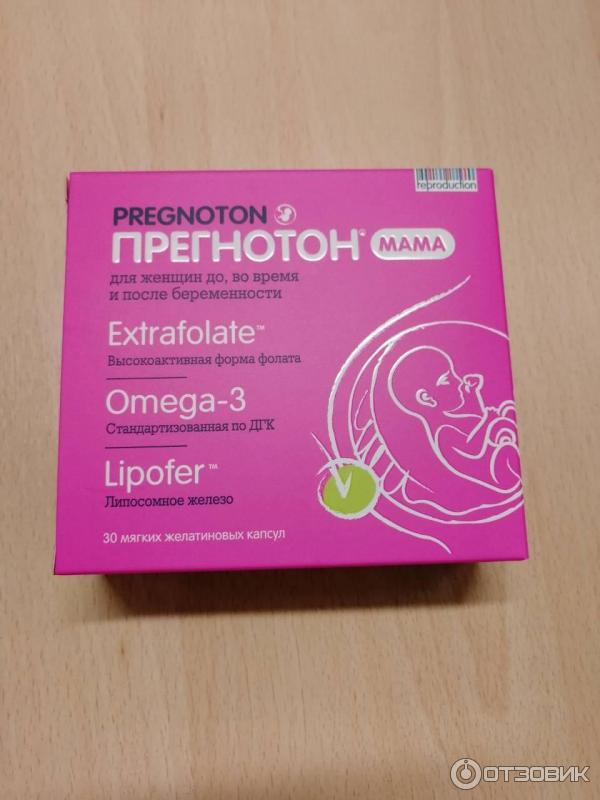 reproduction
PREGNOTON
ПРЕГНОТОН® МАМА
для женщин до, во время
и после беременности
Extrafolate™
Высокоактивная форма фолата
Omega-3
Стандартизованная по ДГК
Lipofer™
Липосомное железо
30 мягких желатиновых капсул
ОТЗОВИК